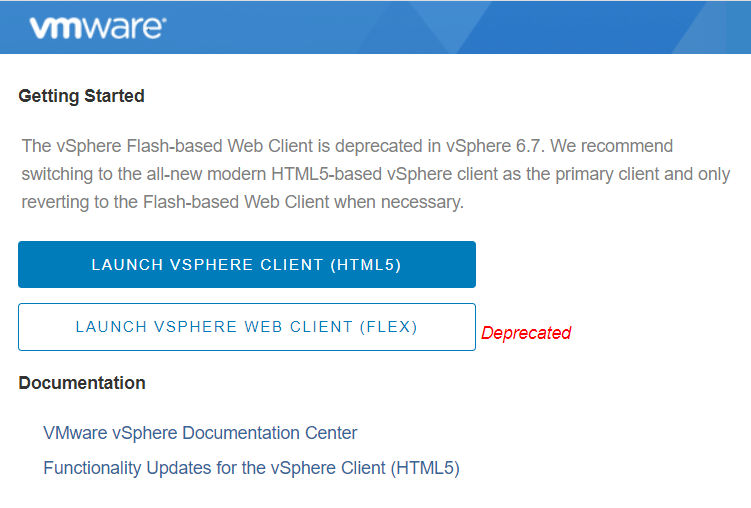 vmware®
Getting Started
The vSphere Flash-based Web Client is deprecated in vSphere 6.7. We recommend
switching to the all-new modern HTML5-based vSphere client as the primary client and only
reverting to the Flash-based Web Client when necessary.
LAUNCH VSPHERE CLIENT (HTML5)
LAUNCH VSPHERE WEB CLIENT (FLEX)
Deprecated
Documentation
VMware vSphere Documentation Center
Functionality Updates for the vSphere Client (HTML5)